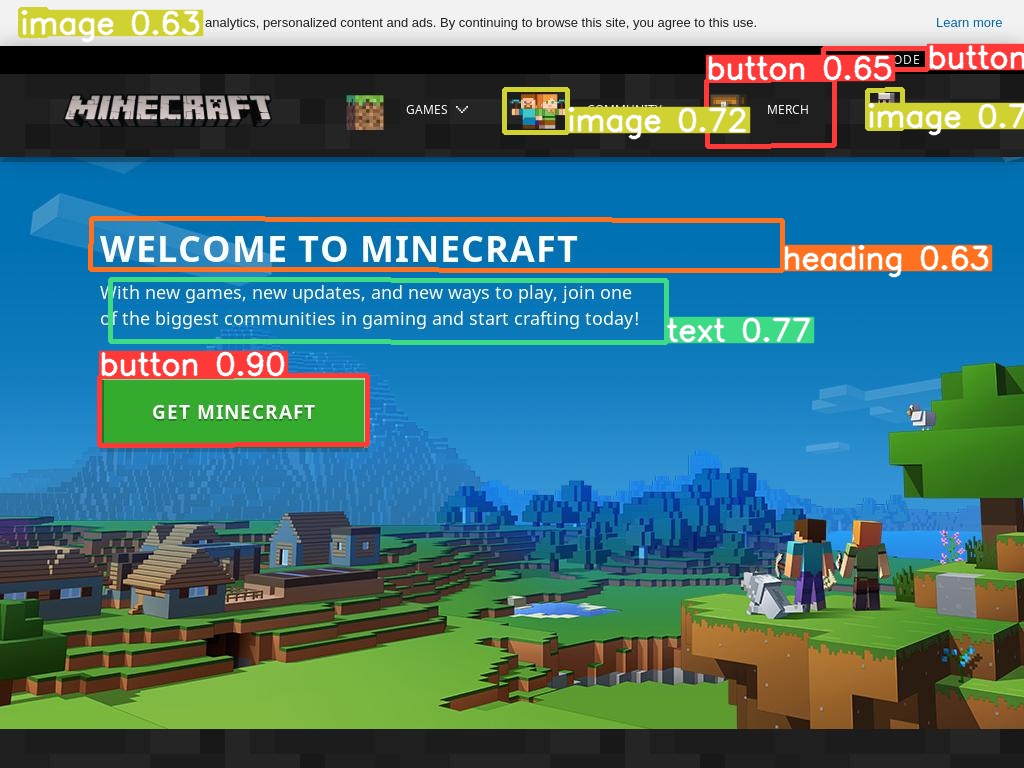 image 0.63 analytics, personalized content and ads. By continuing to browse this site, you agree to this use. Learn more
button 0.65 ODE button
MINECRAFT GAMES COMMUNITY MERCH
image 0.72 image 0.7
WELCOME TO MINECRAFT
heading 0.63
With new games, new updates, and new ways to play, join one
of the biggest communities in gaming and start crafting today!
text 0.77
button 0.90
GET MINECRAFT